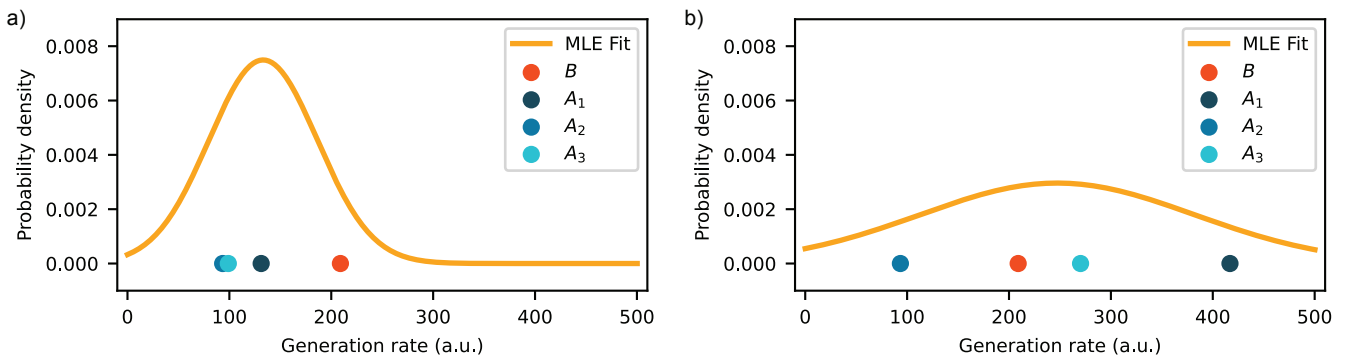 a)
Probability density
0.008
0.006
0.004
0.002
0.000
0 100 200 300 400 500
Generation rate (a.u.)
MLE Fit
B
A₁
A₂
A₃
b)
Probability density
0.008
0.006
0.004
0.002
0.000
0 100 200 300 400 500
Generation rate (a.u.)
MLE Fit
B
A₁
A₂
A₃